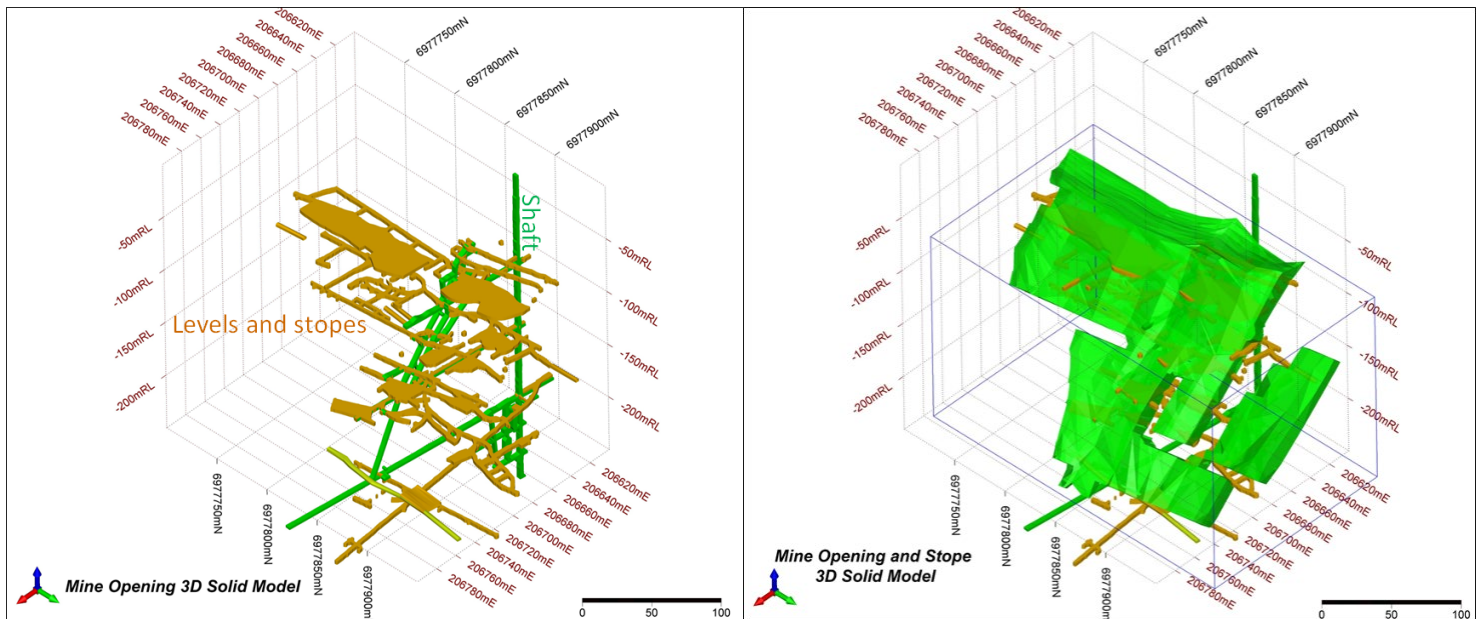 206620mE
206640mE
206660mE
206680mE
206700mE
206720mE
206740mE
206760mE
206780mE
6977750mN
6977800mN
6977850mN
6977900mN
-50mRL
-100mRL
-150mRL
-200mRL
Shaft
Levels and stopes
-50mRL
-100mRL
-150mRL
-200mRL
6977750mN
6977800mN
6977850mN
6977900m
206620mE
206640mE
206660mE
206680mE
206700mE
206720mE
206740mE
206760mE
206780mE
Mine Opening 3D Solid Model
0 50 100
206620mE
206640mE
206660mE
206680mE
206700mE
206720mE
206740mE
206760mE
206780mE
6977750mN
6977800mN
6977850mN
6977900mN
-50mRL
-100mRL
-150mRL
-200mRL
-50mRL
-100mRL
-150mRL
-200mRL
6977750mN
6977800mN
6977850mN
6977900mN
206620mE
206640mE
206660mE
206680mE
206700mE
206720mE
206740mE
206760mE
206780mE
Mine Opening and Stope
3D Solid Model
0 50 100